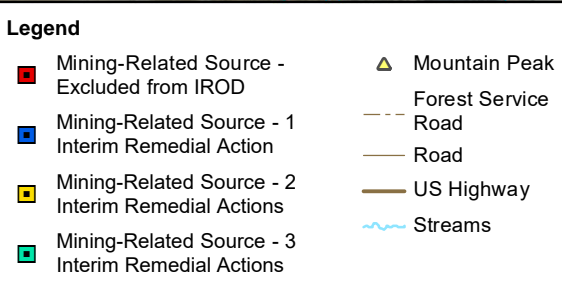 Legend
Mining-Related Source -
Excluded from IROD
Mining-Related Source - 1
Interim Remedial Action
Mining-Related Source - 2
Interim Remedial Actions
Mining-Related Source - 3
Interim Remedial Actions
Mountain Peak
Forest Service
Road
Road
US Highway
Streams